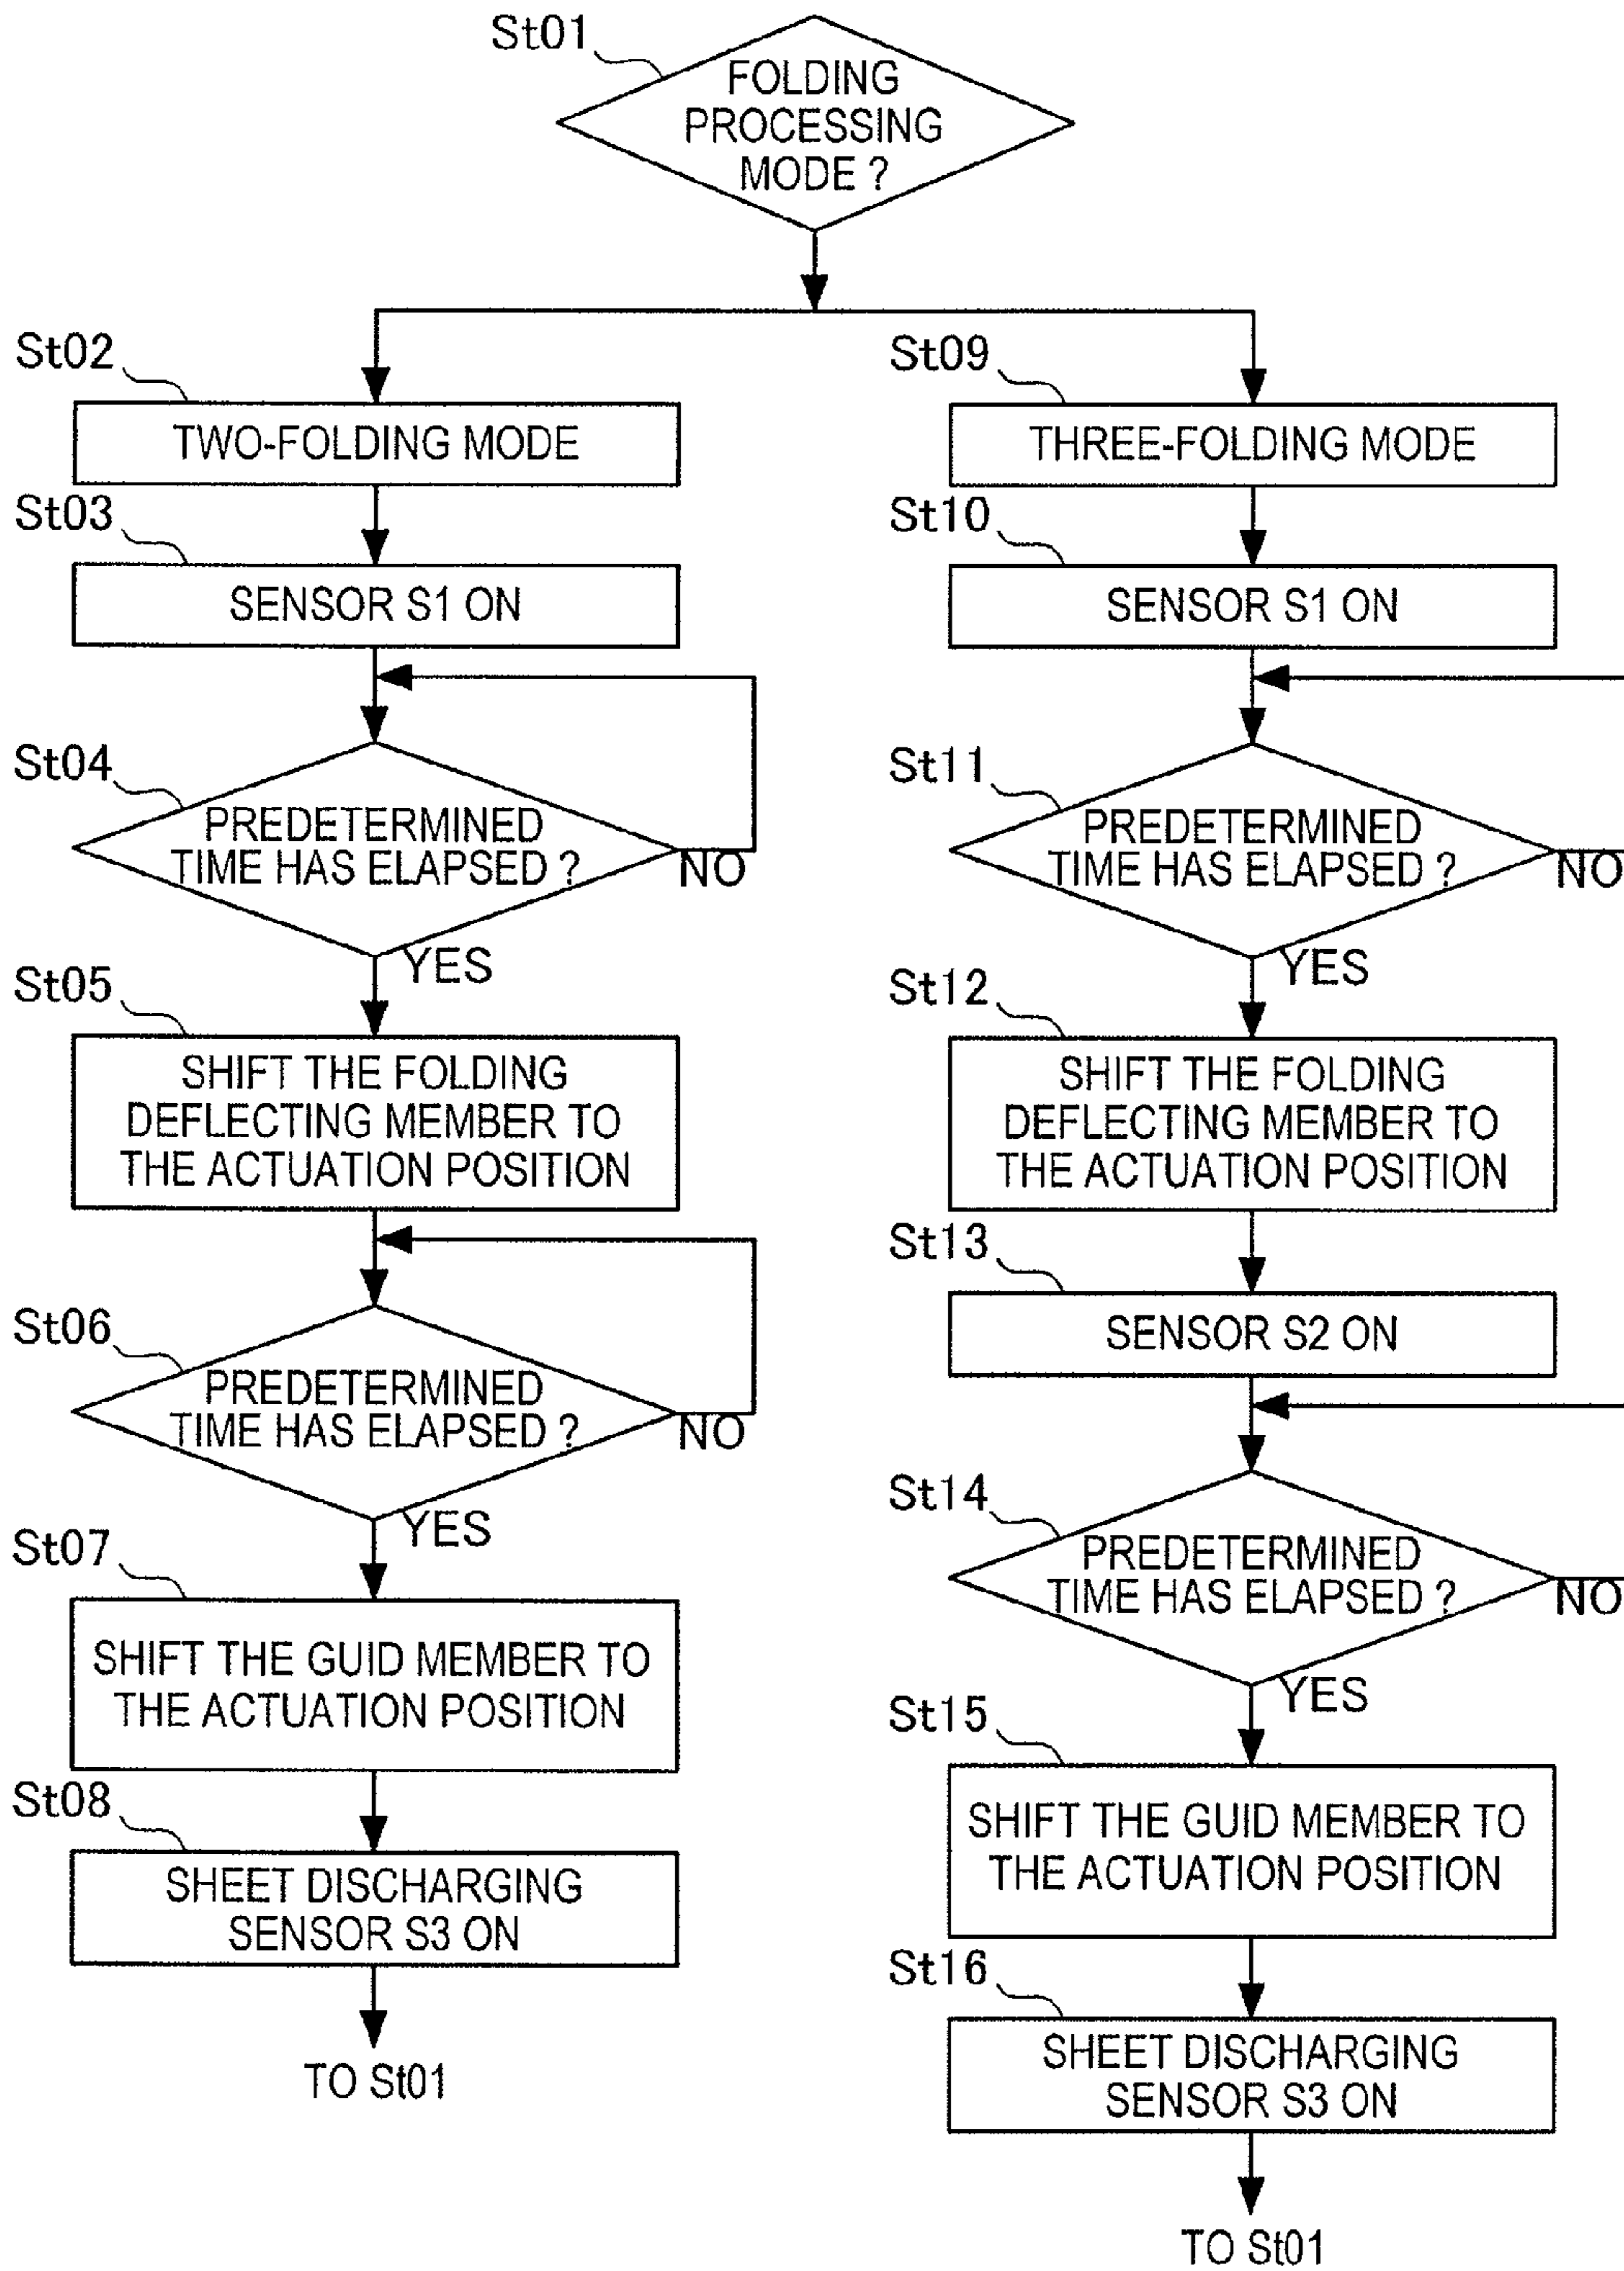 St01
FOLDING
PROCESSING
MODE ?
St02
TWO-FOLDING MODE
St03
SENSOR S1 ON
St04
PREDETERMINED
TIME HAS ELAPSED ?
NO
YES
St05
SHIFT THE FOLDING
DEFLECTING MEMBER TO
THE ACTUATION POSITION
St06
PREDETERMINED
TIME HAS ELAPSED ?
NO
YES
St07
SHIFT THE GUID MEMBER TO
THE ACTUATION POSITION
St08
SHEET DISCHARGING
SENSOR S3 ON
TO St01
St09
THREE-FOLDING MODE
St10
SENSOR S1 ON
St11
PREDETERMINED
TIME HAS ELAPSED ?
NO
YES
St12
SHIFT THE FOLDING
DEFLECTING MEMBER TO
THE ACTUATION POSITION
St13
SENSOR S2 ON
St14
PREDETERMINED
TIME HAS ELAPSED ?
NO
YES
St15
SHIFT THE GUID MEMBER TO
THE ACTUATION POSITION
St16
SHEET DISCHARGING
SENSOR S3 ON
TO St01